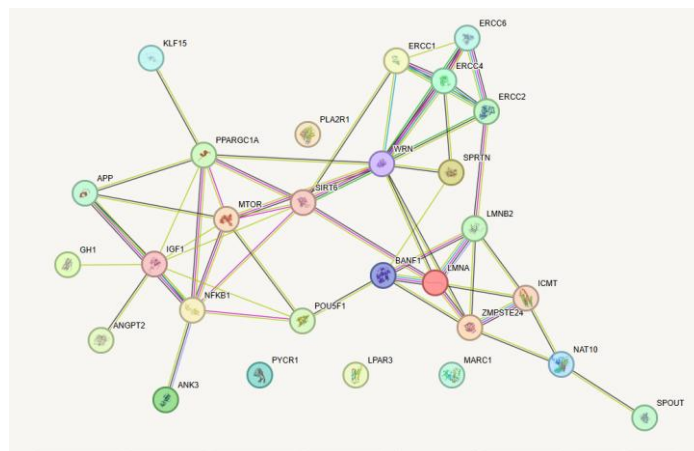 ERCC6
KLF15
ERCC1
ERCC4
ERCC2
PLA2R1
PPARGC1A
WRN
SPRTN
APP
SIRT6
MTOR
LMNB2
GH1
IGF1
BANF1
LMNA
ICMT
NFKB1
POU5F1
ZMPSTE24
ANGPT2
NAT10
PYCR1
LPAR3
MARC1
ANK3
SPOUT